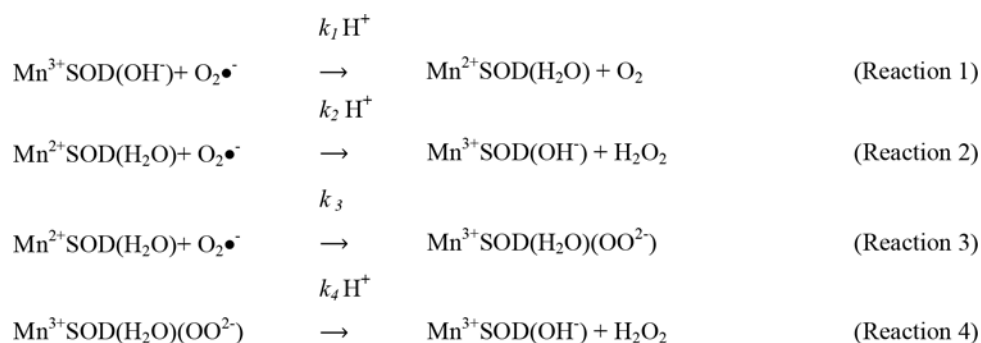 k₁ H⁺
Mn³⁺SOD(OH⁻)+ O₂●⁻ → Mn²⁺SOD(H₂O) + O₂ (Reaction 1)
k₂ H⁺
Mn²⁺SOD(H₂O)+ O₂●⁻ → Mn³⁺SOD(OH⁻) + H₂O₂ (Reaction 2)
k₃
Mn²⁺SOD(H₂O)+ O₂●⁻ → Mn³⁺SOD(H₂O)(OO²⁻) (Reaction 3)
k₄ H⁺
Mn³⁺SOD(H₂O)(OO²⁻) → Mn³⁺SOD(OH⁻) + H₂O₂ (Reaction 4)